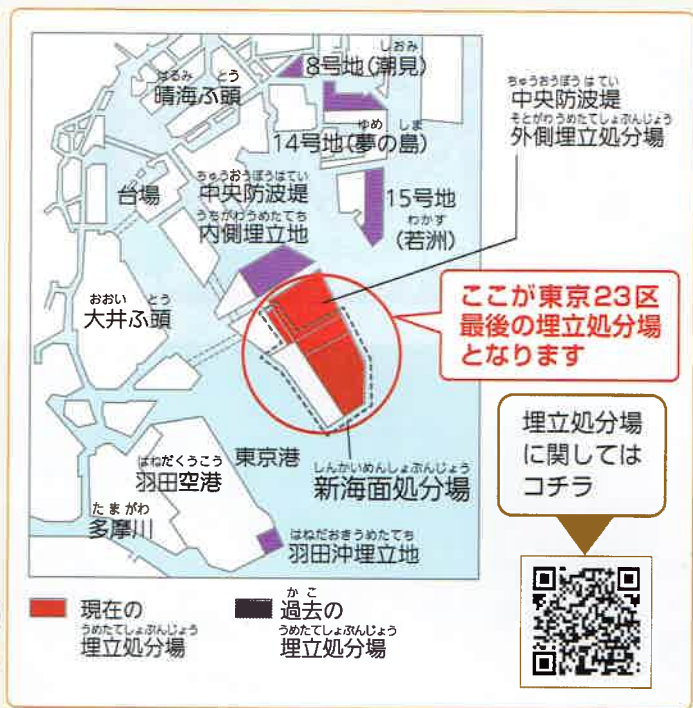 しおみ
8号地(潮見)
はるみ とう
晴海ふ頭
ゆめ しま
14号地(夢の島)
ちゅうおうぼうはてい
中央防波堤
そとがわうめたてしょぶんじょう
外側埋立処分場
台場
ちゅうおうぼうはてい
中央防波堤
うちがわうめたてち
内側埋立地
15号地
わかす
(若洲)
おおい とう
大井ふ頭
ここが東京23区
最後の埋立処分場
となります
埋立処分場
に関しては
コチラ
はねだくうこう
羽田空港
東京港
しんかいめんしょぶんじょう
新海面処分場
たまがわ
多摩川
はねだおきうめたてち
羽田沖埋立地
現在の
うめたてしょぶんじょう
埋立処分場
かこ
過去の
うめたてしょぶんじょう
埋立処分場